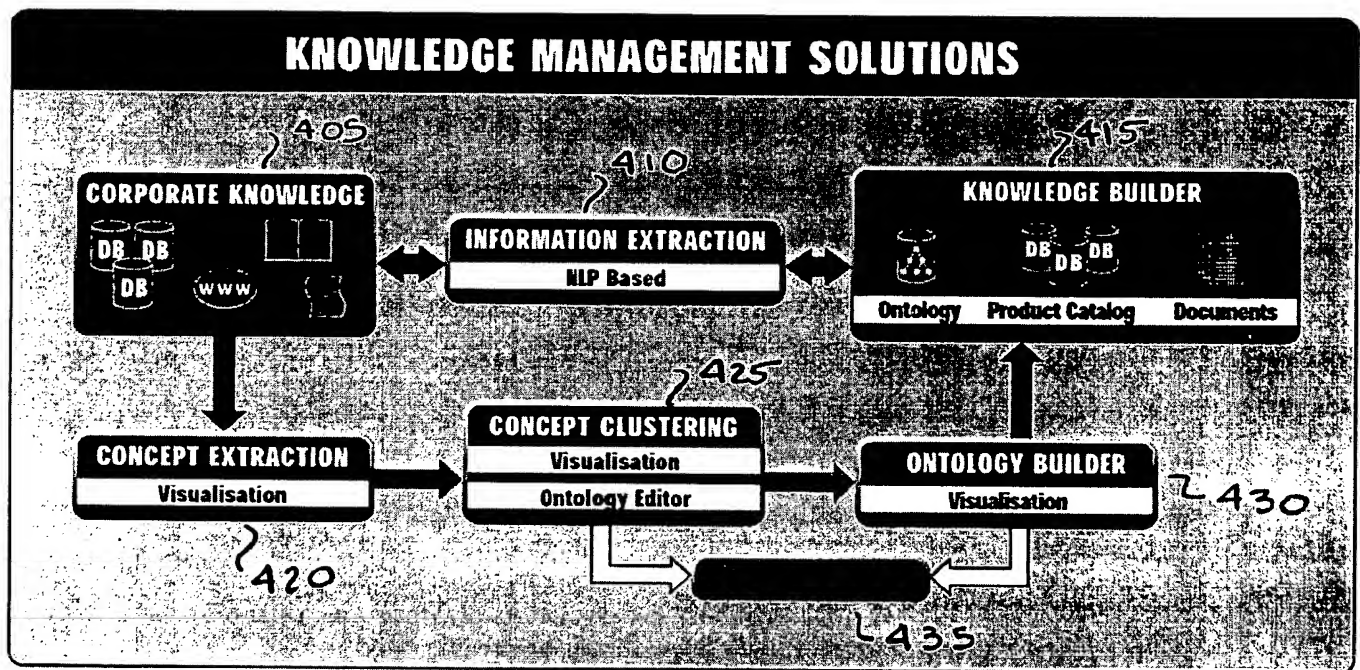 KNOWLEDGE MANAGEMENT SOLUTIONS
405
410
415
CORPORATE KNOWLEDGE
DB DB
DB
WWW
INFORMATION EXTRACTION
NLP Based
KNOWLEDGE BUILDER
DB DB
DB
Ontology Product Catalog Documents
425
CONCEPT EXTRACTION
Visualisation
420
CONCEPT CLUSTERING
Visualisation
Ontology Editor
ONTOLOGY BUILDER
Visualisation
430
435